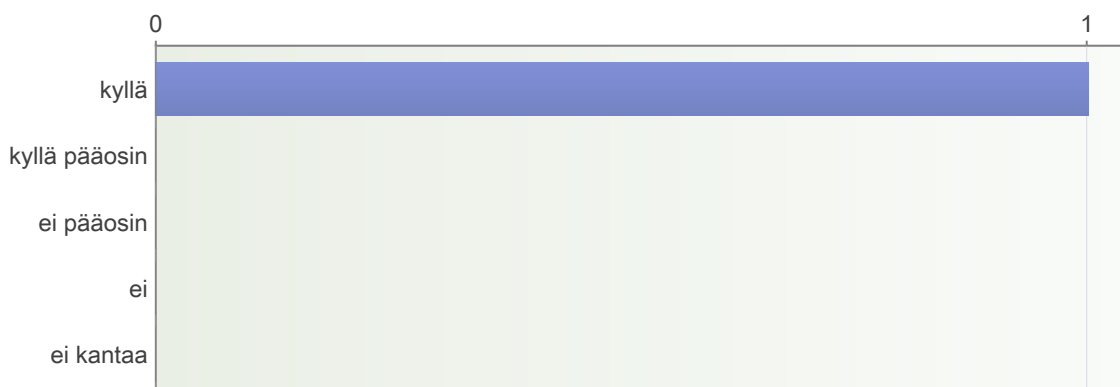 0 1
kyllä
kyllä pääosin
ei pääosin
ei
ei kantaa